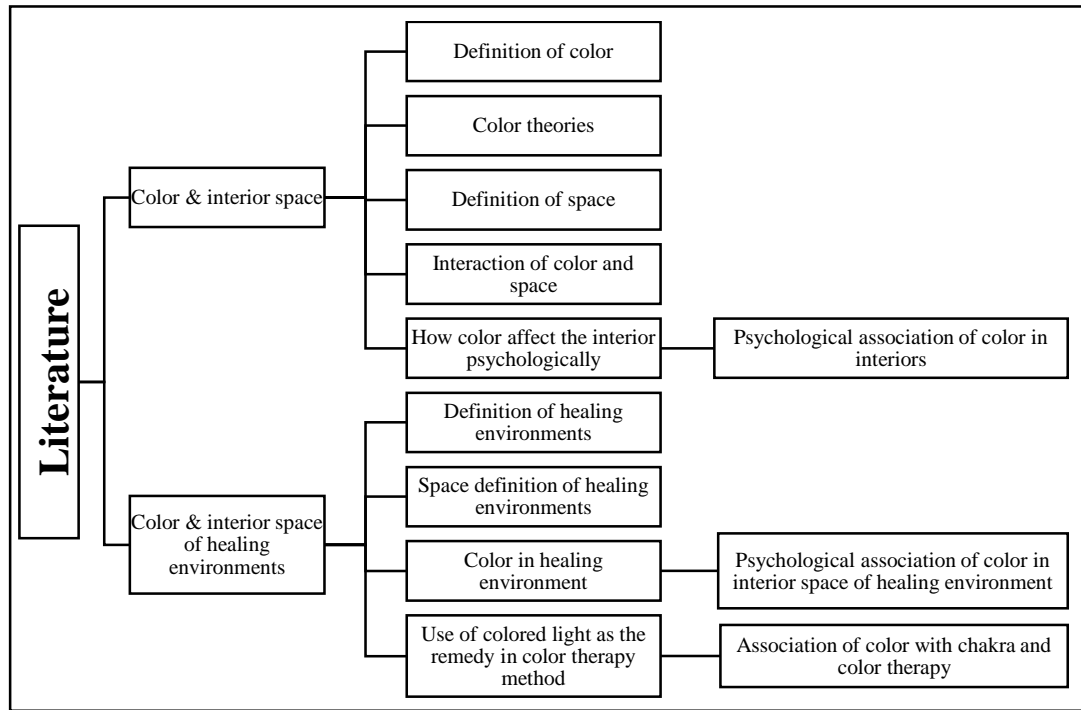 Literature
Color & interior space
Definition of color
Color theories
Definition of space
Interaction of color and
space
How color affect the interior
psychologically
Psychological association of color in
interiors
Color & interior space
of healing
environments
Definition of healing
environments
Space definition of healing
environments
Color in healing
environment
Psychological association of color in
interior space of healing environment
Use of colored light as the
remedy in color therapy
method
Association of color with chakra and
color therapy